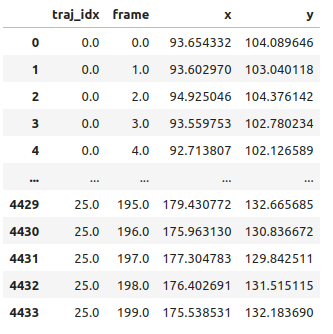 traj_idx frame x y
0 0.0 0.0 93.654332 104.089646
1 0.0 1.0 93.602970 103.040118
2 0.0 2.0 94.925046 104.376142
3 0.0 3.0 93.559753 102.780234
4 0.0 4.0 92.713807 102.126589
... ... ... ... ...
4429 25.0 195.0 179.430772 132.665685
4430 25.0 196.0 175.963130 130.836672
4431 25.0 197.0 177.304783 129.842511
4432 25.0 198.0 176.402691 131.515115
4433 25.0 199.0 175.538531 132.183690